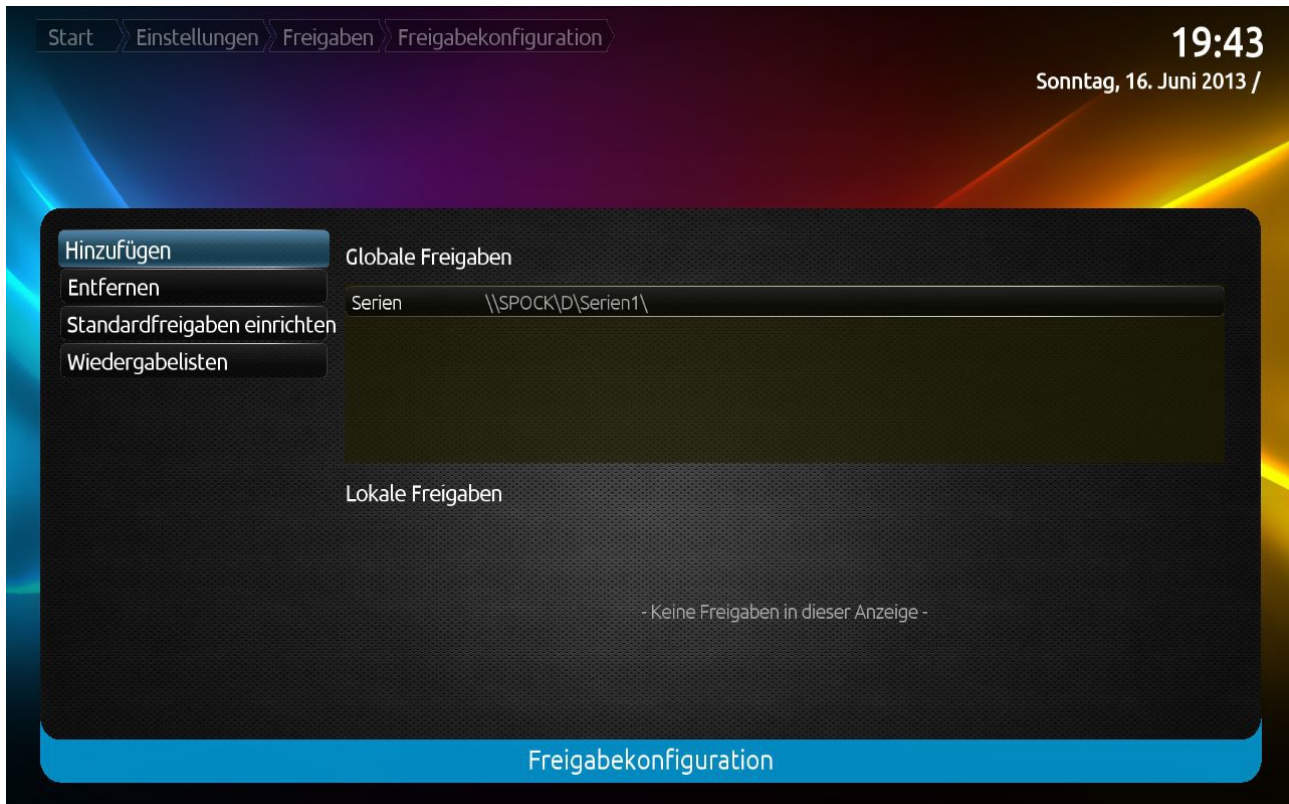 Start Einstellungen Freigaben Freigabekonfiguration
19:43
Sonntag, 16. Juni 2013 /
Hinzufügen
Entfernen
Standardfreigaben einrichten
Wiedergabelisten
Globale Freigaben
Serien \\SPOCK\D\Serien1\
Lokale Freigaben
- Keine Freigaben in dieser Anzeige -
Freigabekonfiguration